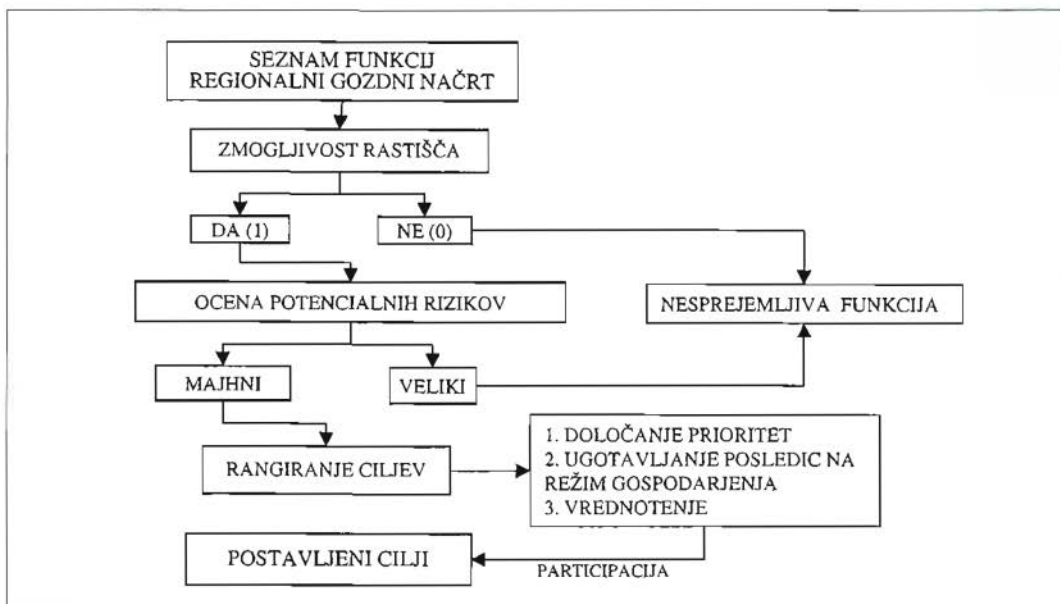 SEZNAM FUNKCIJ
REGIONALNI GOZDNI NAČRT
ZMOGLJIVOST RASTIŠČA
DA (1)
NE (0)
OCENA POTENCIALNIH RIZIKOV
NESPREJEMLJIVA FUNKCIJA
MAJHNI
VELIKI
RANGIRANJE CILJEV
1. DOLOČANJE PRIORITET
2. UGOTAVLJANJE POSLEDIC NA
REŽIM GOSPODARJENJA
3. VREDNOTENJE
POSTAVLJENI CILJI
PARTICIPACIJA